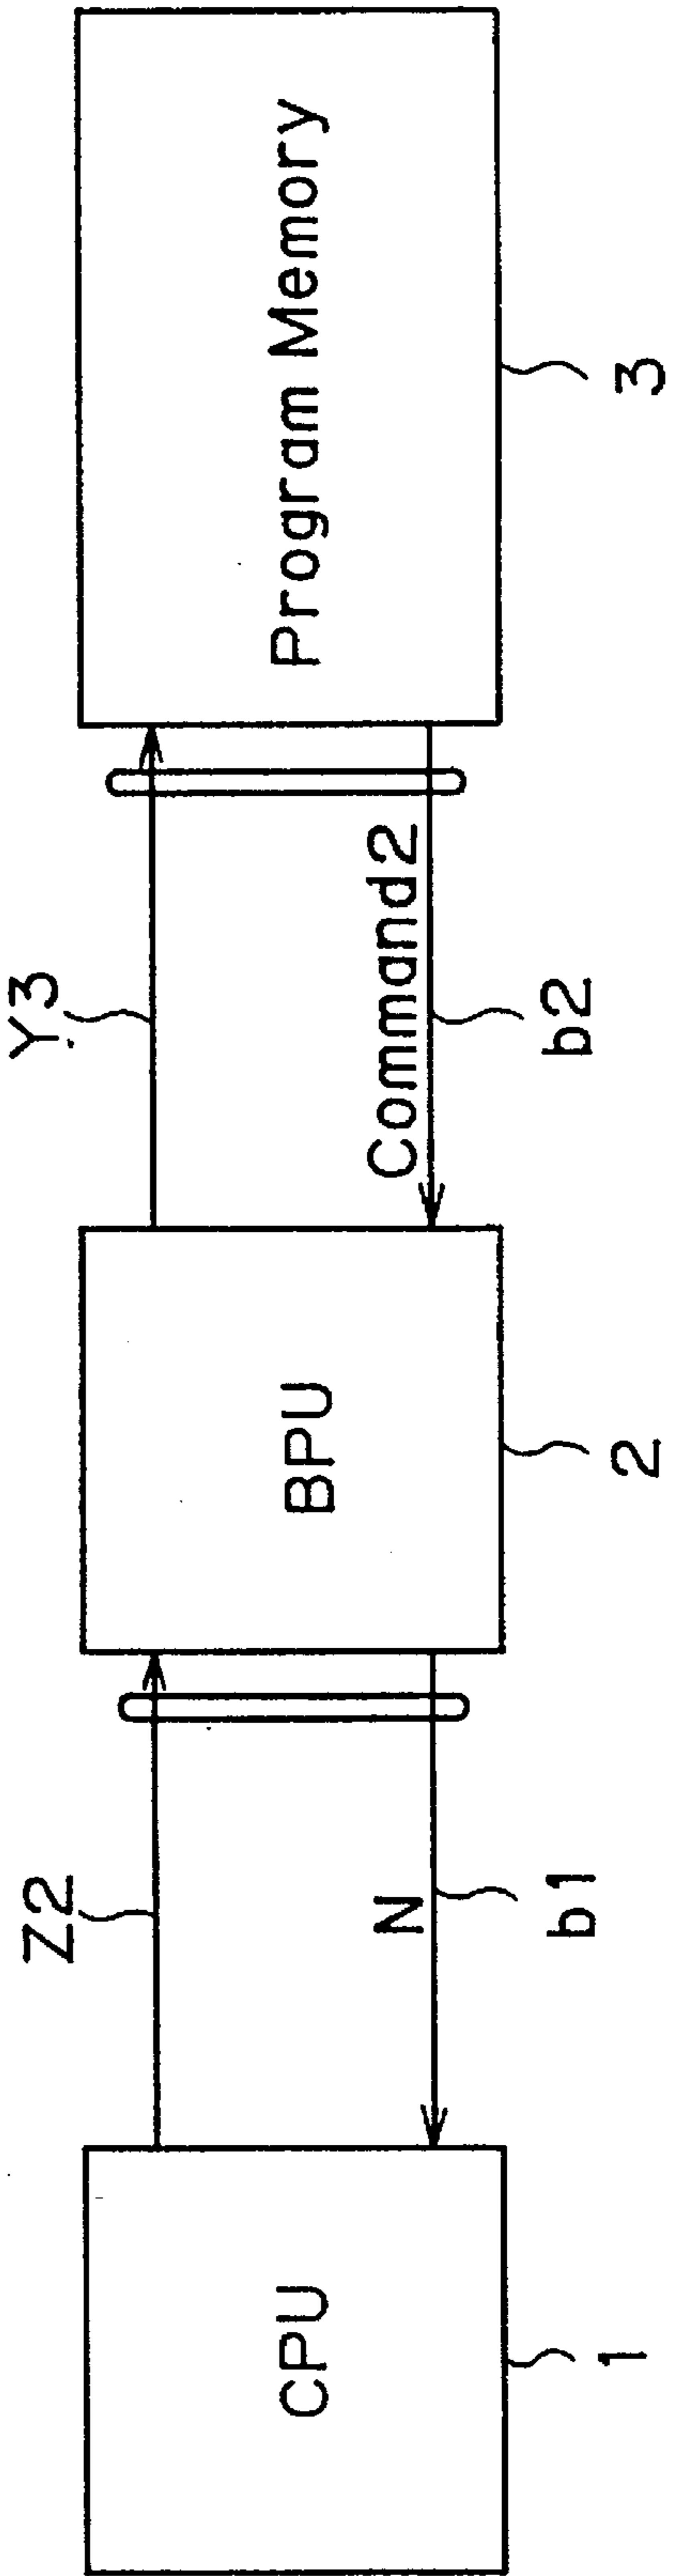 Z2
Y3
CPU
BPU
Program Memory
N
Command2
b1
b2
1
2
3